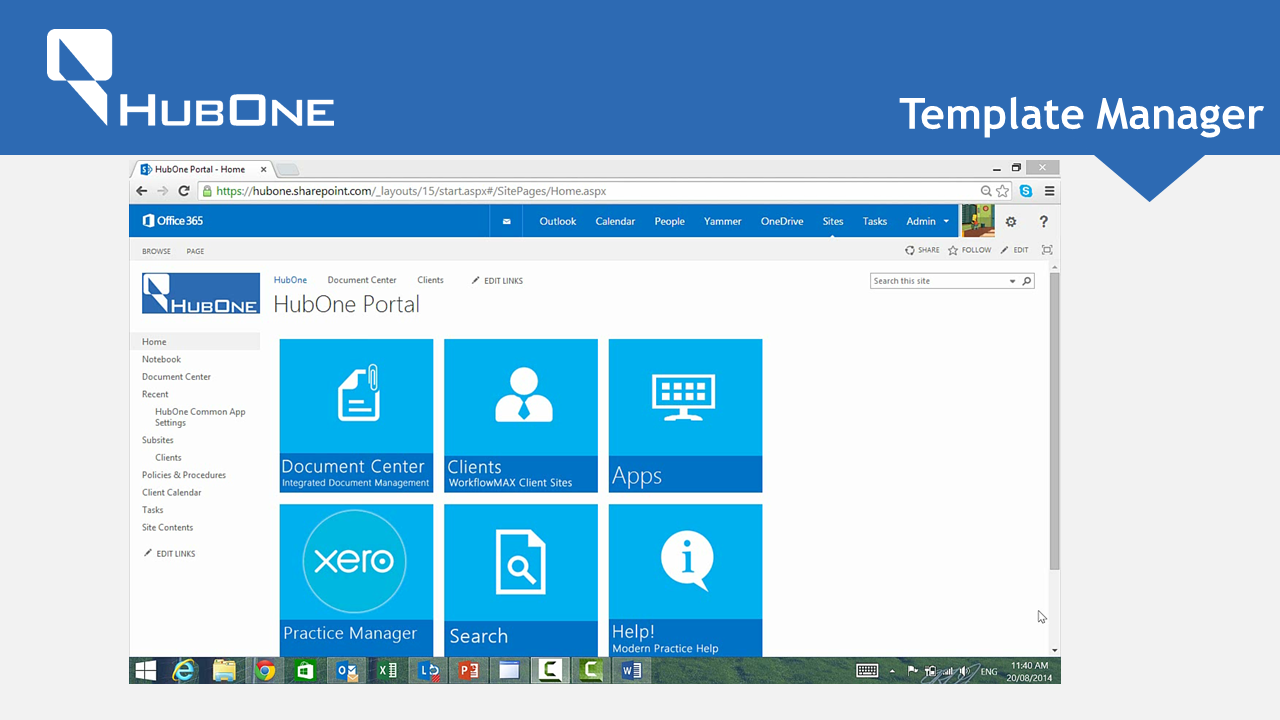 HUBONE
Template Manager
HubOne Portal - Home
https://hubone.sharepoint.com/_layouts/15/start.aspx#/SitePages/Home.aspx
Office 365
Outlook Calendar People Yammer OneDrive Sites Tasks Admin ?
BROWSE PAGE
SHARE FOLLOW EDIT
HUBONE
HubOne Document Center Clients EDIT LINKS
Search this site
HubOne Portal
Home
Notebook
Document Center
Recent
HubOne Common App
Settings
Subsites
Clients
Policies & Procedures
Client Calendar
Tasks
Site Contents
EDIT LINKS
Document Center
Integrated Document Management
Clients
WorkflowMAX Client Sites
Apps
xero
Practice Manager
Search
Help!
Modern Practice Help
ENG
11:40 AM
20/08/2014